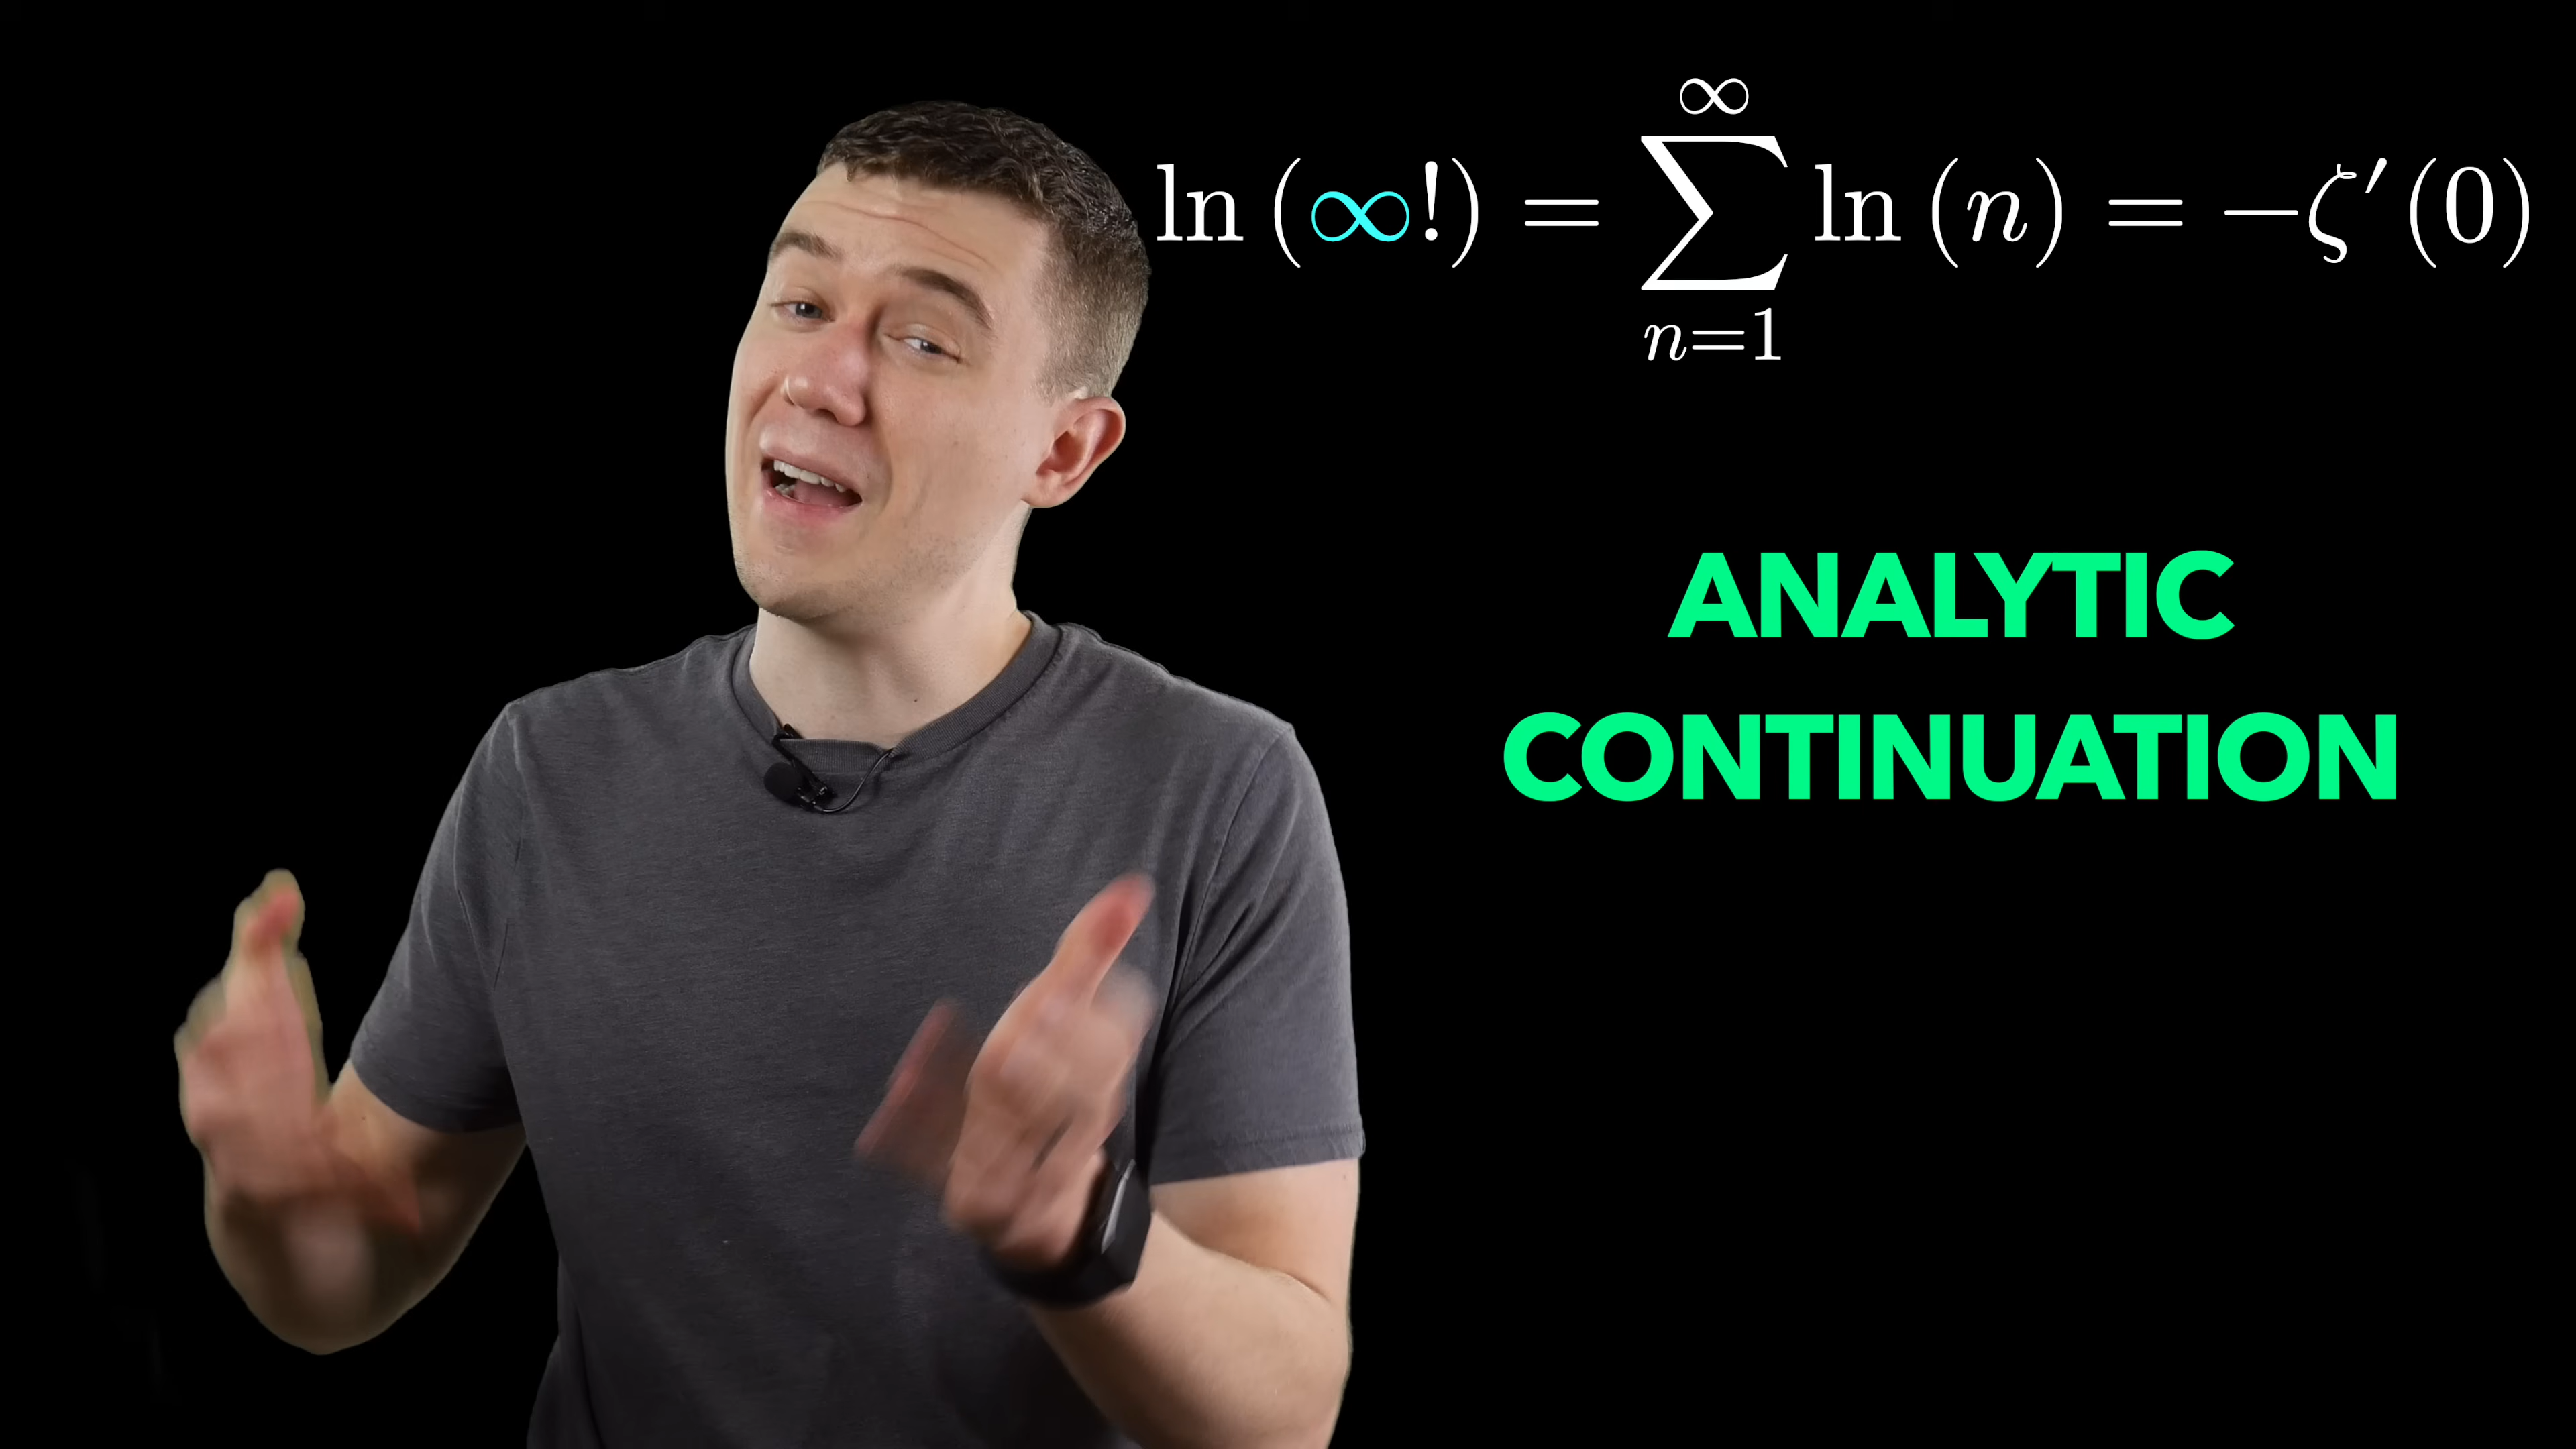 ln (∞!) = ∑_{n=1}^{∞} ln (n) = −ζ′(0)
ANALYTIC
CONTINUATION